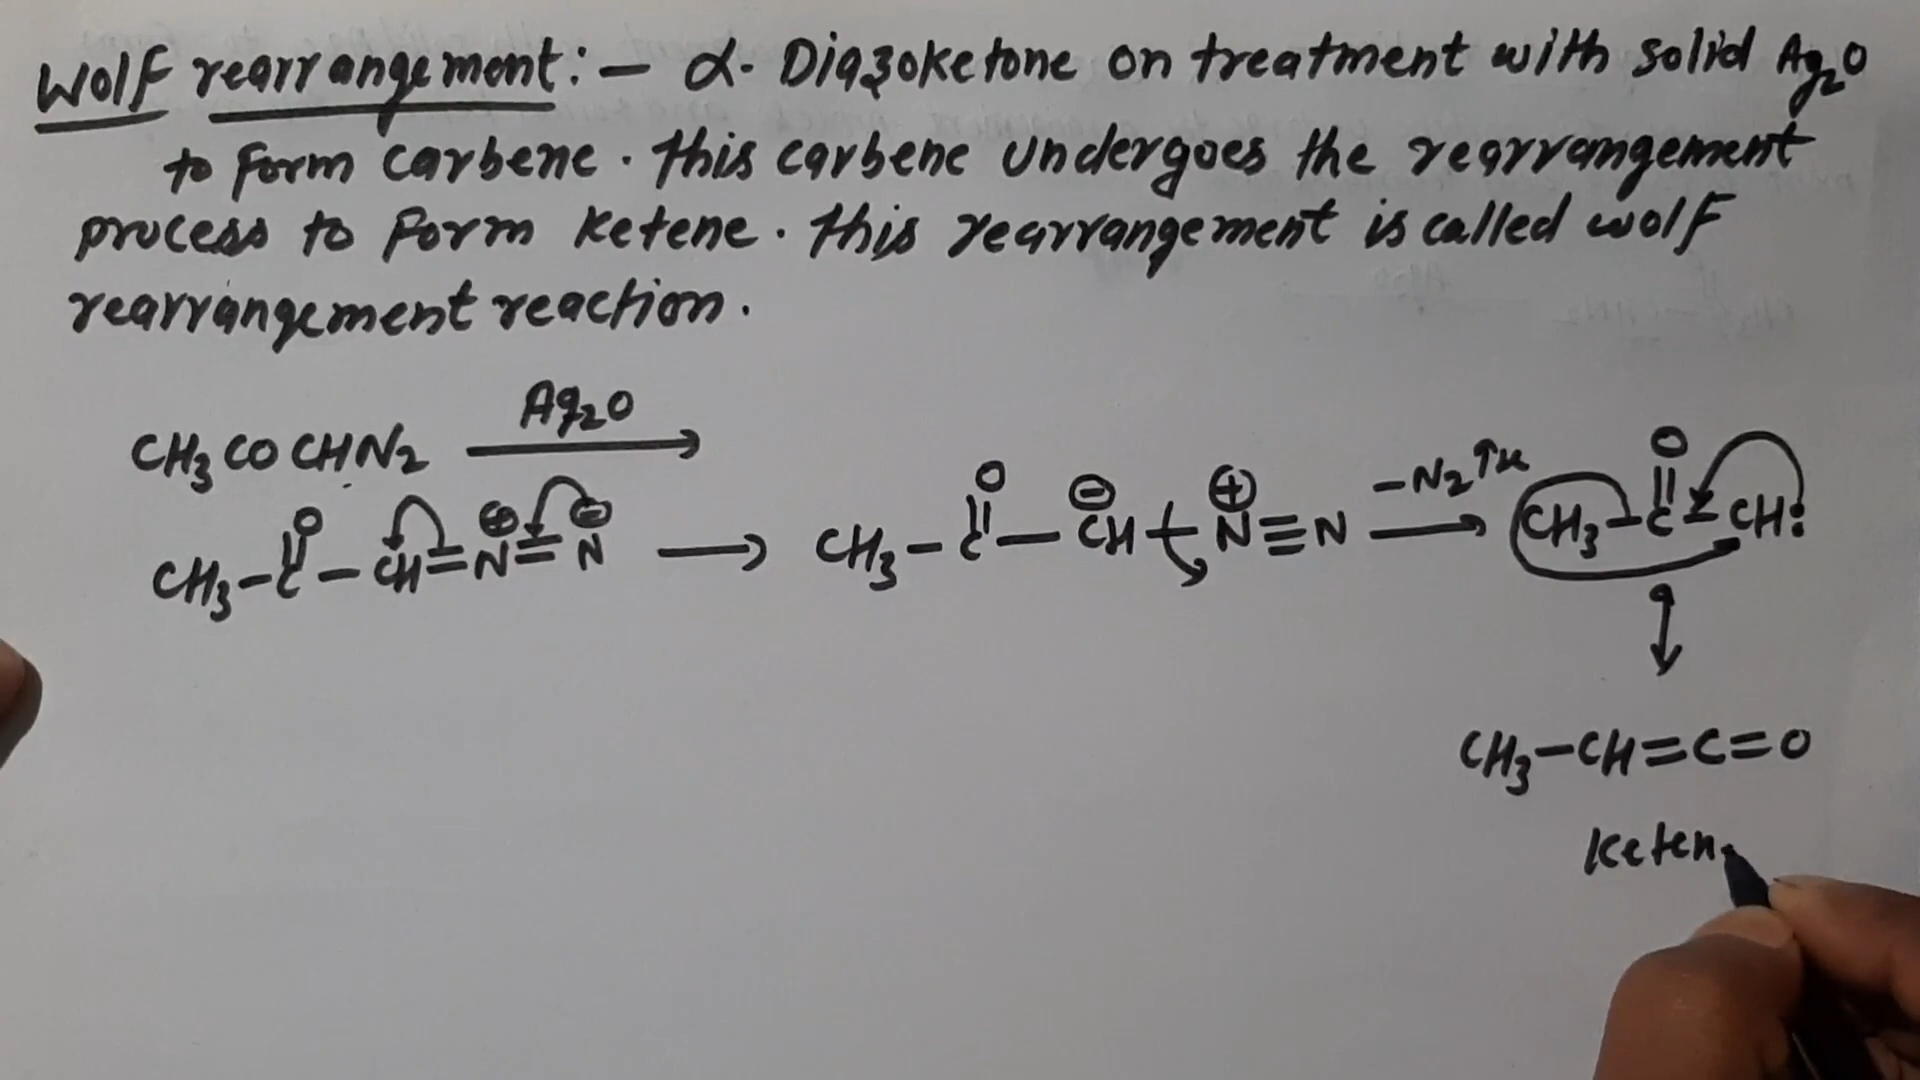 Wolf rearrangement:- α- Diazoketone on treatment with solid Ag2O
to form carbene. This carbene undergoes the rearrangement
process to form ketene. This rearrangement is called wolf
rearrangement reaction.
CH3COCHN2 Ag2O →
CH3-C(=O)-CH=N⊕=N⊖ → CH3-C(=O)-CH⊖-N⊕≡N -N2↑ → CH3-C(=O)-CH:
↓
CH3-CH=C=O
Keten